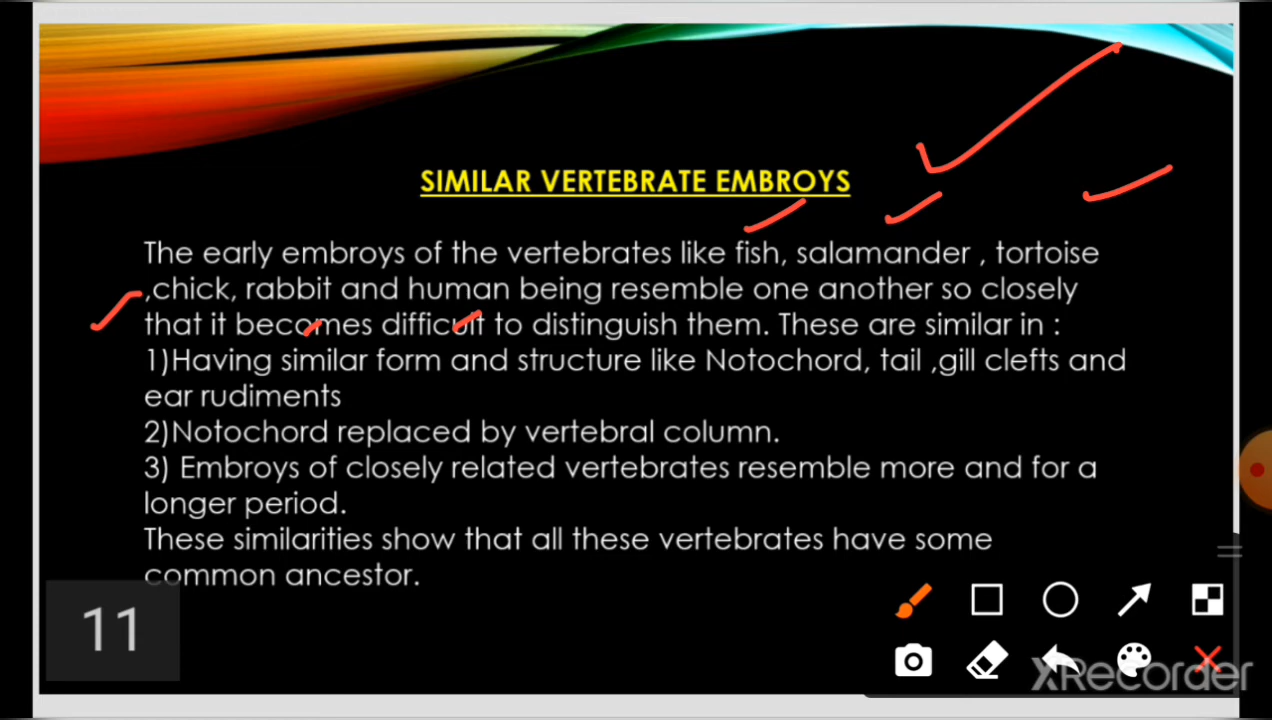 SIMILAR VERTEBRATE EMBROYS
The early embroys of the vertebrates like fish, salamander , tortoise
,chick, rabbit and human being resemble one another so closely
that it becomes difficult to distinguish them. These are similar in :
1)Having similar form and structure like Notochord, tail ,gill clefts and
ear rudiments
2)Notochord replaced by vertebral column.
3) Embroys of closely related vertebrates resemble more and for a
longer period.
These similarities show that all these vertebrates have some
common ancestor.
11
XRecorder